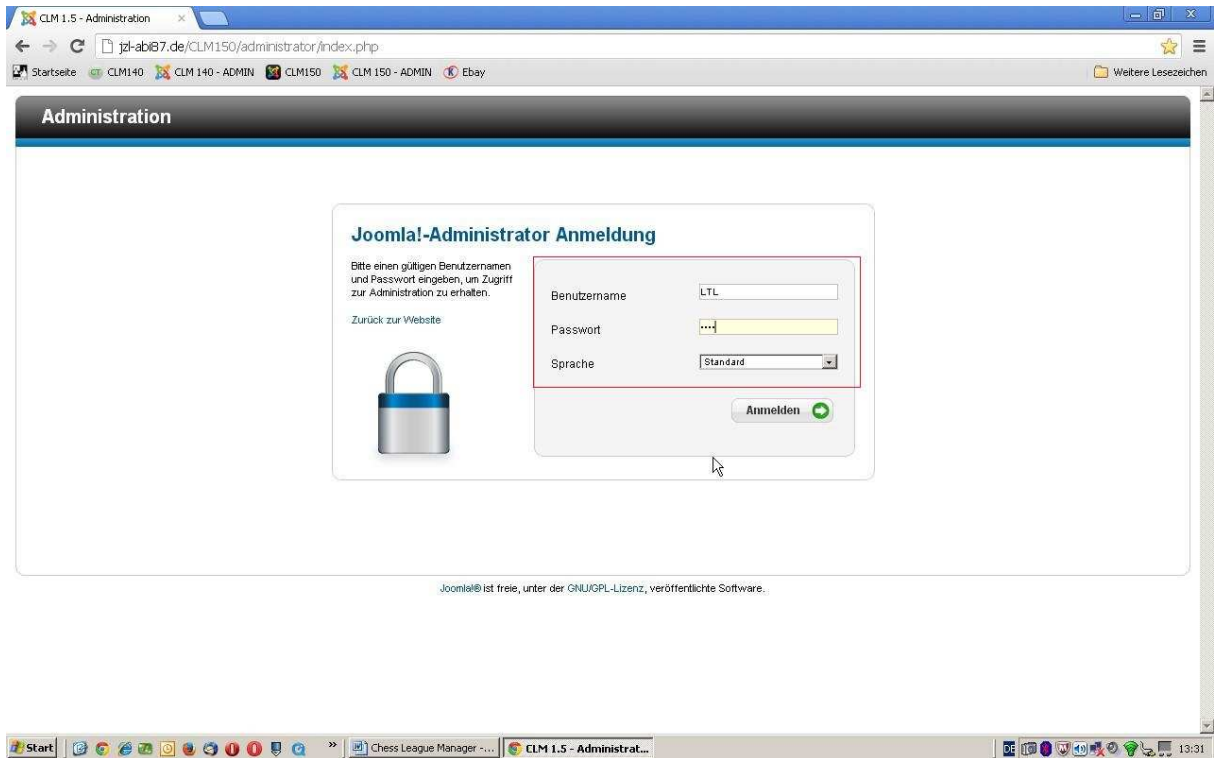 CLM 1.5 - Administration
jzl-abi87.de/CLM150/administrator/index.php
Startseite CLM140 CLM 140 - ADMIN CLM150 CLM 150 - ADMIN Ebay Weitere Lesezeichen
Administration
Joomla!-Administrator Anmeldung
Bitte einen gültigen Benutzernamen
und Passwort eingeben, um Zugriff
zur Administration zu erhalten.
Zurück zur Website
Benutzername LTL
Passwort ····
Sprache Standard
Anmelden
Joomla!® ist freie, unter der GNU/GPL-Lizenz, veröffentlichte Software.
Start » Chess League Manager -... CLM 1.5 - Administrat... DE 13:31